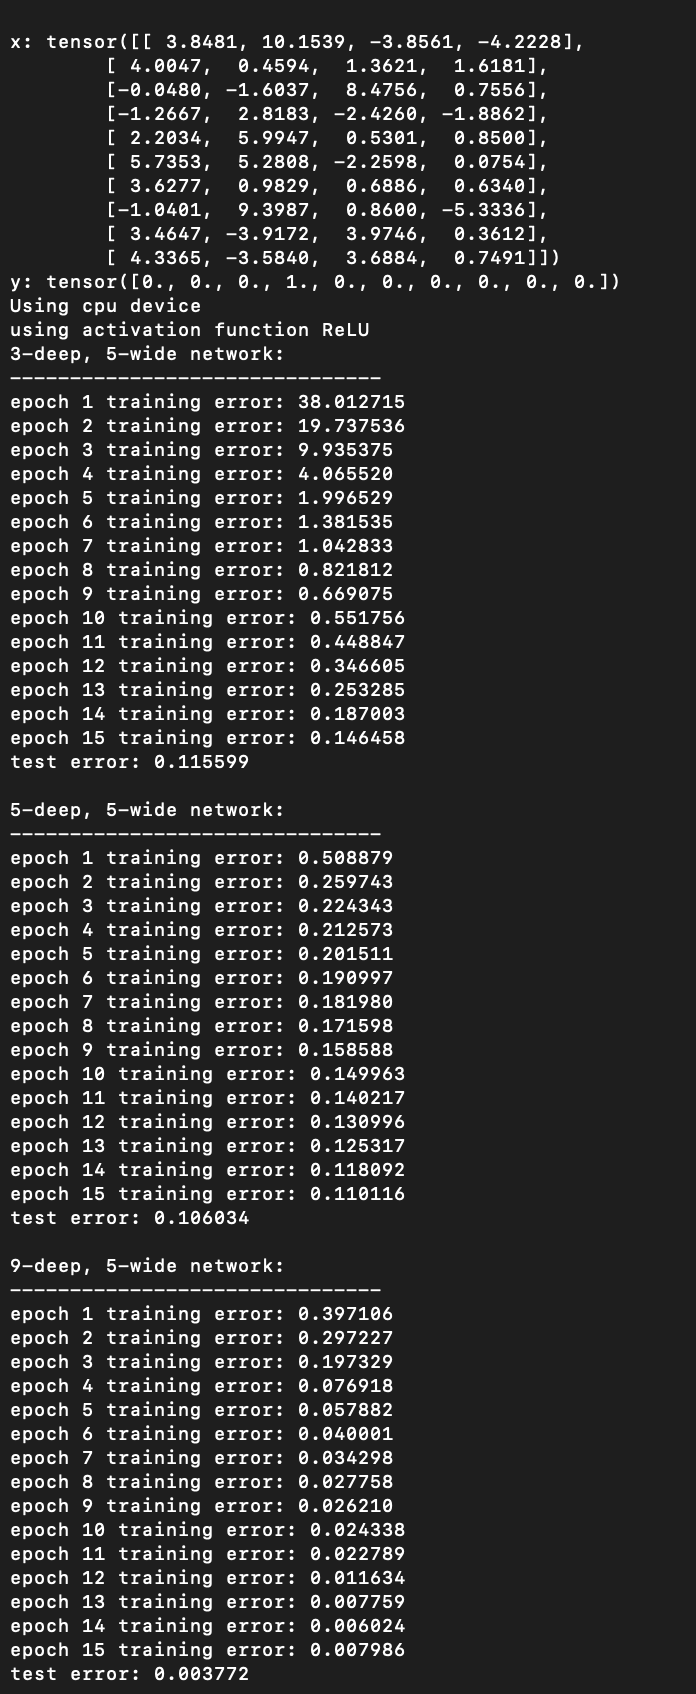 x: tensor([[ 3.8481, 10.1539, -3.8561, -4.2228],
        [ 4.0047,  0.4594,  1.3621,  1.6181],
        [-0.0480, -1.6037,  8.4756,  0.7556],
        [-1.2667,  2.8183, -2.4260, -1.8862],
        [ 2.2034,  5.9947,  0.5301,  0.8500],
        [ 5.7353,  5.2808, -2.2598,  0.0754],
        [ 3.6277,  0.9829,  0.6886,  0.6340],
        [-1.0401,  9.3987,  0.8600, -5.3336],
        [ 3.4647, -3.9172,  3.9746,  0.3612],
        [ 4.3365, -3.5840,  3.6884,  0.7491]])
y: tensor([0., 0., 0., 1., 0., 0., 0., 0., 0., 0.])
Using cpu device
using activation function ReLU
3-deep, 5-wide network:
-------------------------------
epoch 1 training error: 38.012715
epoch 2 training error: 19.737536
epoch 3 training error: 9.935375
epoch 4 training error: 4.065520
epoch 5 training error: 1.996529
epoch 6 training error: 1.381535
epoch 7 training error: 1.042833
epoch 8 training error: 0.821812
epoch 9 training error: 0.669075
epoch 10 training error: 0.551756
epoch 11 training error: 0.448847
epoch 12 training error: 0.346605
epoch 13 training error: 0.253285
epoch 14 training error: 0.187003
epoch 15 training error: 0.146458
test error: 0.115599

5-deep, 5-wide network:
-------------------------------
epoch 1 training error: 0.508879
epoch 2 training error: 0.259743
epoch 3 training error: 0.224343
epoch 4 training error: 0.212573
epoch 5 training error: 0.201511
epoch 6 training error: 0.190997
epoch 7 training error: 0.181980
epoch 8 training error: 0.171598
epoch 9 training error: 0.158588
epoch 10 training error: 0.149963
epoch 11 training error: 0.140217
epoch 12 training error: 0.130996
epoch 13 training error: 0.125317
epoch 14 training error: 0.118092
epoch 15 training error: 0.110116
test error: 0.106034

9-deep, 5-wide network:
-------------------------------
epoch 1 training error: 0.397106
epoch 2 training error: 0.297227
epoch 3 training error: 0.197329
epoch 4 training error: 0.076918
epoch 5 training error: 0.057882
epoch 6 training error: 0.040001
epoch 7 training error: 0.034298
epoch 8 training error: 0.027758
epoch 9 training error: 0.026210
epoch 10 training error: 0.024338
epoch 11 training error: 0.022789
epoch 12 training error: 0.011634
epoch 13 training error: 0.007759
epoch 14 training error: 0.006024
epoch 15 training error: 0.007986
test error: 0.003772